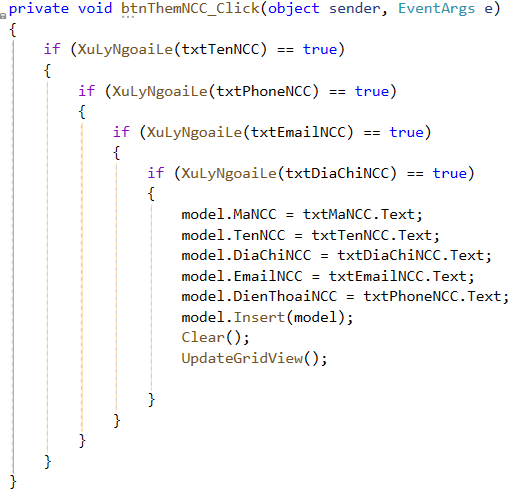 private void btnThemNCC_Click(object sender, EventArgs e)
{
    if (XuLyNgoaiLe(txtTenNCC) == true)
    {
        if (XuLyNgoaiLe(txtPhoneNCC) == true)
        {
            if (XuLyNgoaiLe(txtEmailNCC) == true)
            {
                if (XuLyNgoaiLe(txtDiaChiNCC) == true)
                {
                    model.MaNCC = txtMaNCC.Text;
                    model.TenNCC = txtTenNCC.Text;
                    model.DiaChiNCC = txtDiaChiNCC.Text;
                    model.EmailNCC = txtEmailNCC.Text;
                    model.DienThoaiNCC = txtPhoneNCC.Text;
                    model.Insert(model);
                    Clear();
                    UpdateGridView();

                }
            }
        }
    }
}